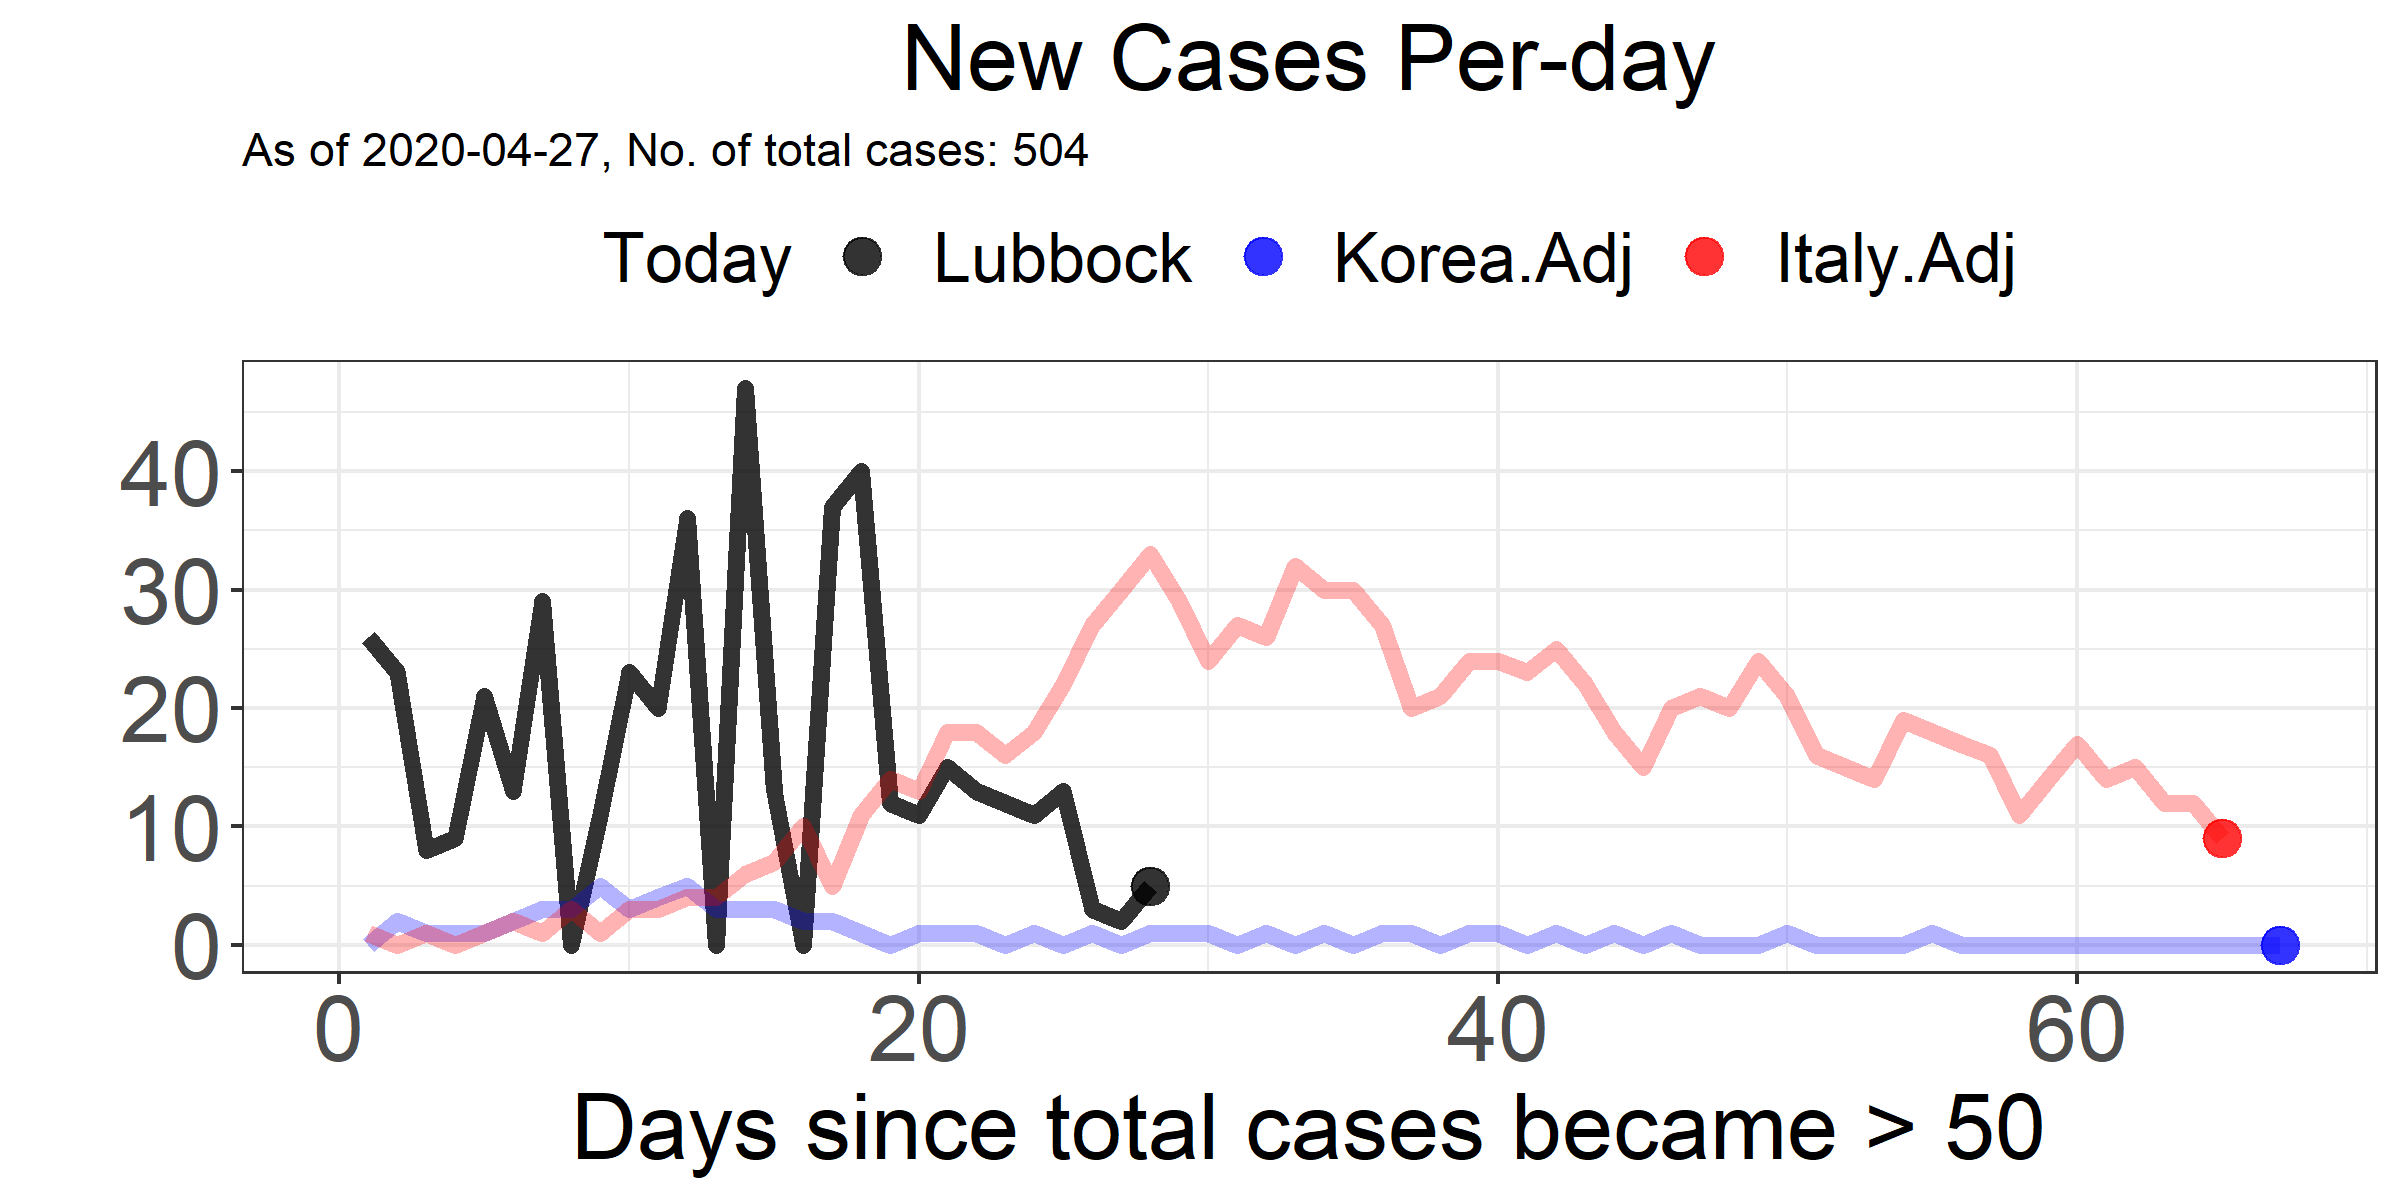 New Cases Per-day
As of 2020-04-27, No. of total cases: 504
Today Lubbock Korea.Adj Italy.Adj
40
30
20
10
0
0 20 40 60
Days since total cases became > 50